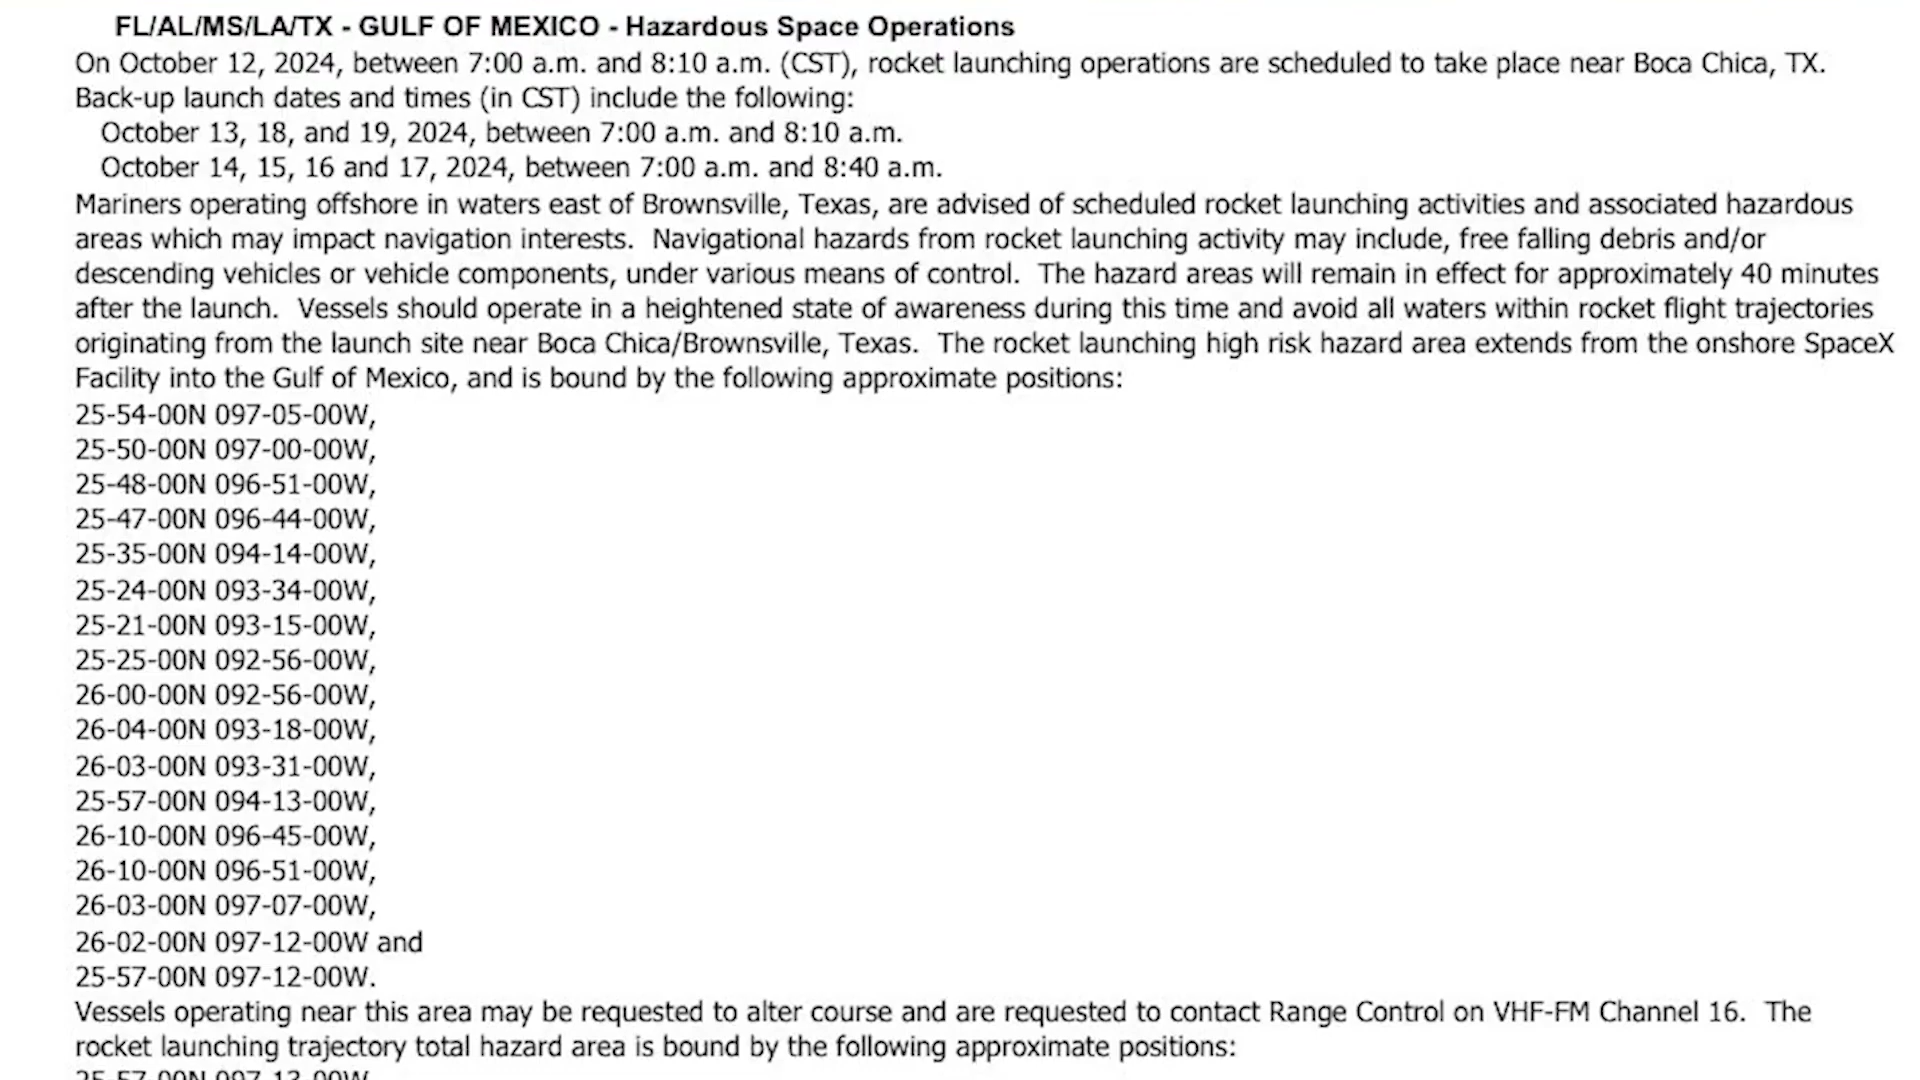 FL/AL/MS/LA/TX - GULF OF MEXICO - Hazardous Space Operations
On October 12, 2024, between 7:00 a.m. and 8:10 a.m. (CST), rocket launching operations are scheduled to take place near Boca Chica, TX.
Back-up launch dates and times (in CST) include the following:
October 13, 18, and 19, 2024, between 7:00 a.m. and 8:10 a.m.
October 14, 15, 16 and 17, 2024, between 7:00 a.m. and 8:40 a.m.
Mariners operating offshore in waters east of Brownsville, Texas, are advised of scheduled rocket launching activities and associated hazardous
areas which may impact navigation interests.  Navigational hazards from rocket launching activity may include, free falling debris and/or
descending vehicles or vehicle components, under various means of control.  The hazard areas will remain in effect for approximately 40 minutes
after the launch.  Vessels should operate in a heightened state of awareness during this time and avoid all waters within rocket flight trajectories
originating from the launch site near Boca Chica/Brownsville, Texas.  The rocket launching high risk hazard area extends from the onshore SpaceX
Facility into the Gulf of Mexico, and is bound by the following approximate positions:
25-54-00N 097-05-00W,
25-50-00N 097-00-00W,
25-48-00N 096-51-00W,
25-47-00N 096-44-00W,
25-35-00N 094-14-00W,
25-24-00N 093-34-00W,
25-21-00N 093-15-00W,
25-25-00N 092-56-00W,
26-00-00N 092-56-00W,
26-04-00N 093-18-00W,
26-03-00N 093-31-00W,
25-57-00N 094-13-00W,
26-10-00N 096-45-00W,
26-10-00N 096-51-00W,
26-03-00N 097-07-00W,
26-02-00N 097-12-00W and
25-57-00N 097-12-00W.
Vessels operating near this area may be requested to alter course and are requested to contact Range Control on VHF-FM Channel 16.  The
rocket launching trajectory total hazard area is bound by the following approximate positions: